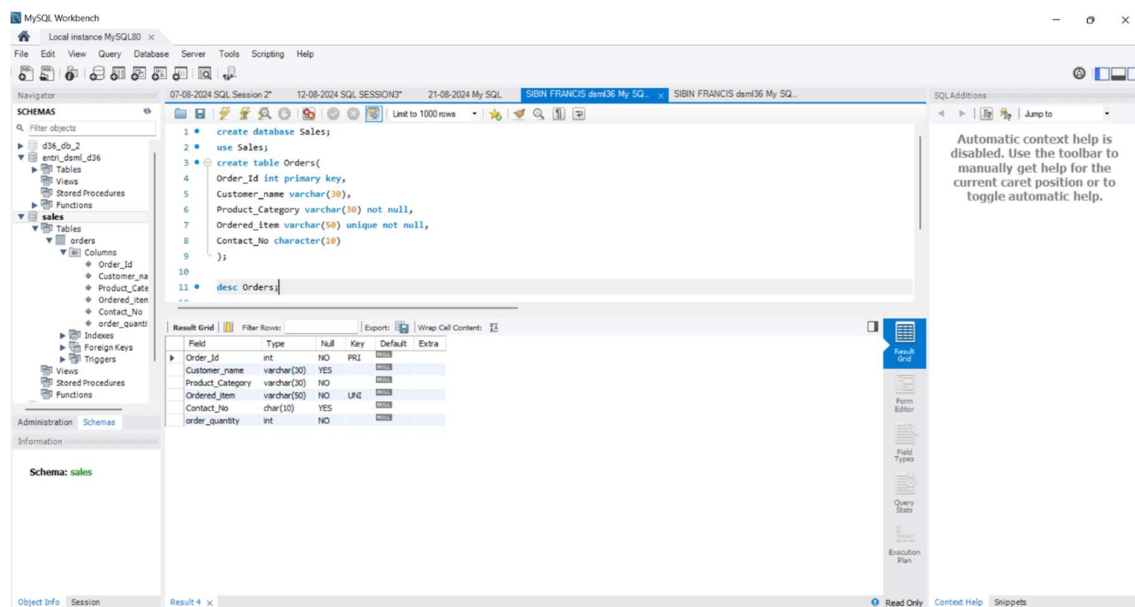 MySQL Workbench
Local instance MySQL80
File Edit View Query Database Server Tools Scripting Help
Navigator
SCHEMAS
Filter objects
d36_db_2
entri_dsml_d36
Tables
Views
Stored Procedures
Functions
sales
Tables
orders
Columns
Order_Id
Customer_na
Product_Cate
Ordered_iten
Contact_No
order_quanti
Indexes
Foreign Keys
Triggers
Views
Stored Procedures
Functions
Administration Schemas
Information
Schema: sales
Object Info Session
07-08-2024 SQL Session 2* 12-08-2024 SQL SESSION3* 21-08-2024 My SQL SIBIN FRANCIS dsml36 My SQ... SIBIN FRANCIS dsml36 My SQ...
Limit to 1000 rows
1 create database Sales;
2 use Sales;
3 create table Orders(
4 Order_Id int primary key,
5 Customer_name varchar(30),
6 Product_Category varchar(30) not null,
7 Ordered_item varchar(50) unique not null,
8 Contact_No character(10)
9 );
10
11 desc Orders;
Result Grid Filter Rows: Export: Wrap Cell Content:
Field Type Null Key Default Extra
Order_Id int NO PRI NULL
Customer_name varchar(30) YES NULL
Product_Category varchar(30) NO NULL
Ordered_item varchar(50) NO UNI NULL
Contact_No char(10) YES NULL
order_quantity int NO NULL
Result
Grid
Form
Editor
Field
Types
Query
Stats
Execution
Plan
Result 4
Read Only
SQLAdditions
Jump to
Automatic context help is
disabled. Use the toolbar to
manually get help for the
current caret position or to
toggle automatic help.
Context Help Snippets